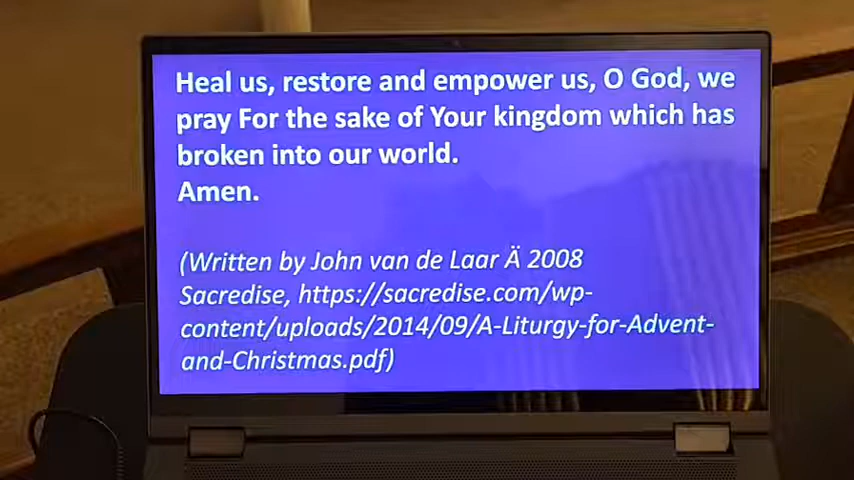 Heal us, restore and empower us, O God, we
pray For the sake of Your kingdom which has
broken into our world.
Amen.
(Written by John van de Laar Ä 2008
Sacredise, https://sacredise.com/wp-
content/uploads/2014/09/A-Liturgy-for-Advent-
and-Christmas.pdf)